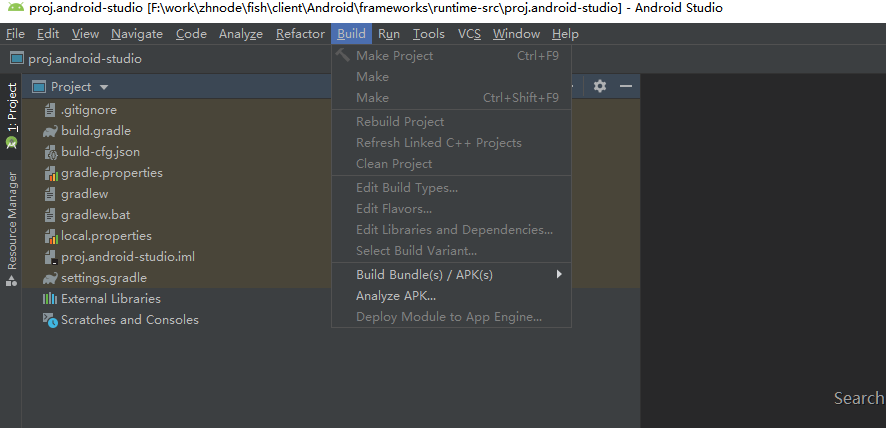 proj.android-studio [F:\work\zhnode\fish\client\Android\frameworks\runtime-src\proj.android-studio] - Android Studio
File Edit View Navigate Code Analyze Refactor Build Run Tools VCS Window Help
proj.android-studio
1: Project
Resource Manager
Project
.gitignore
build.gradle
build-cfg.json
gradle.properties
gradlew
gradlew.bat
local.properties
proj.android-studio.iml
settings.gradle
External Libraries
Scratches and Consoles
Make Project Ctrl+F9
Make
Make Ctrl+Shift+F9
Rebuild Project
Refresh Linked C++ Projects
Clean Project
Edit Build Types...
Edit Flavors...
Edit Libraries and Dependencies...
Select Build Variant...
Build Bundle(s) / APK(s)
Analyze APK...
Deploy Module to App Engine...
Search